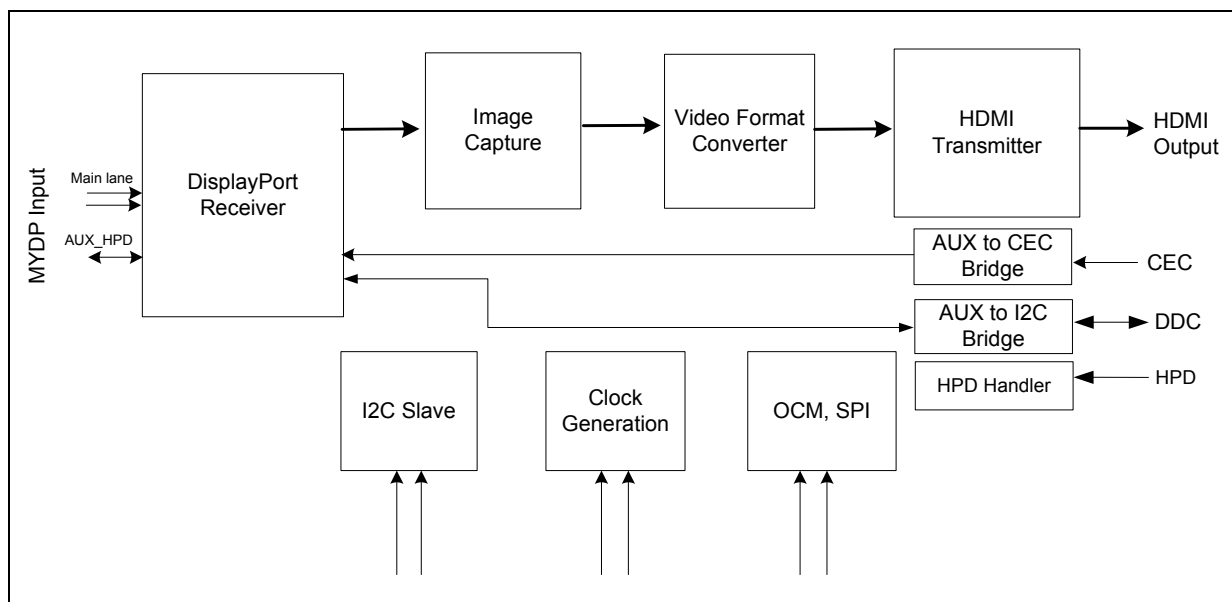 MYDP Input
Main lane
AUX_HPD
DisplayPort
Receiver
Image
Capture
Video Format
Converter
HDMI
Transmitter
HDMI
Output
AUX to CEC
Bridge
CEC
AUX to I2C
Bridge
DDC
HPD Handler
HPD
I2C Slave
Clock
Generation
OCM, SPI